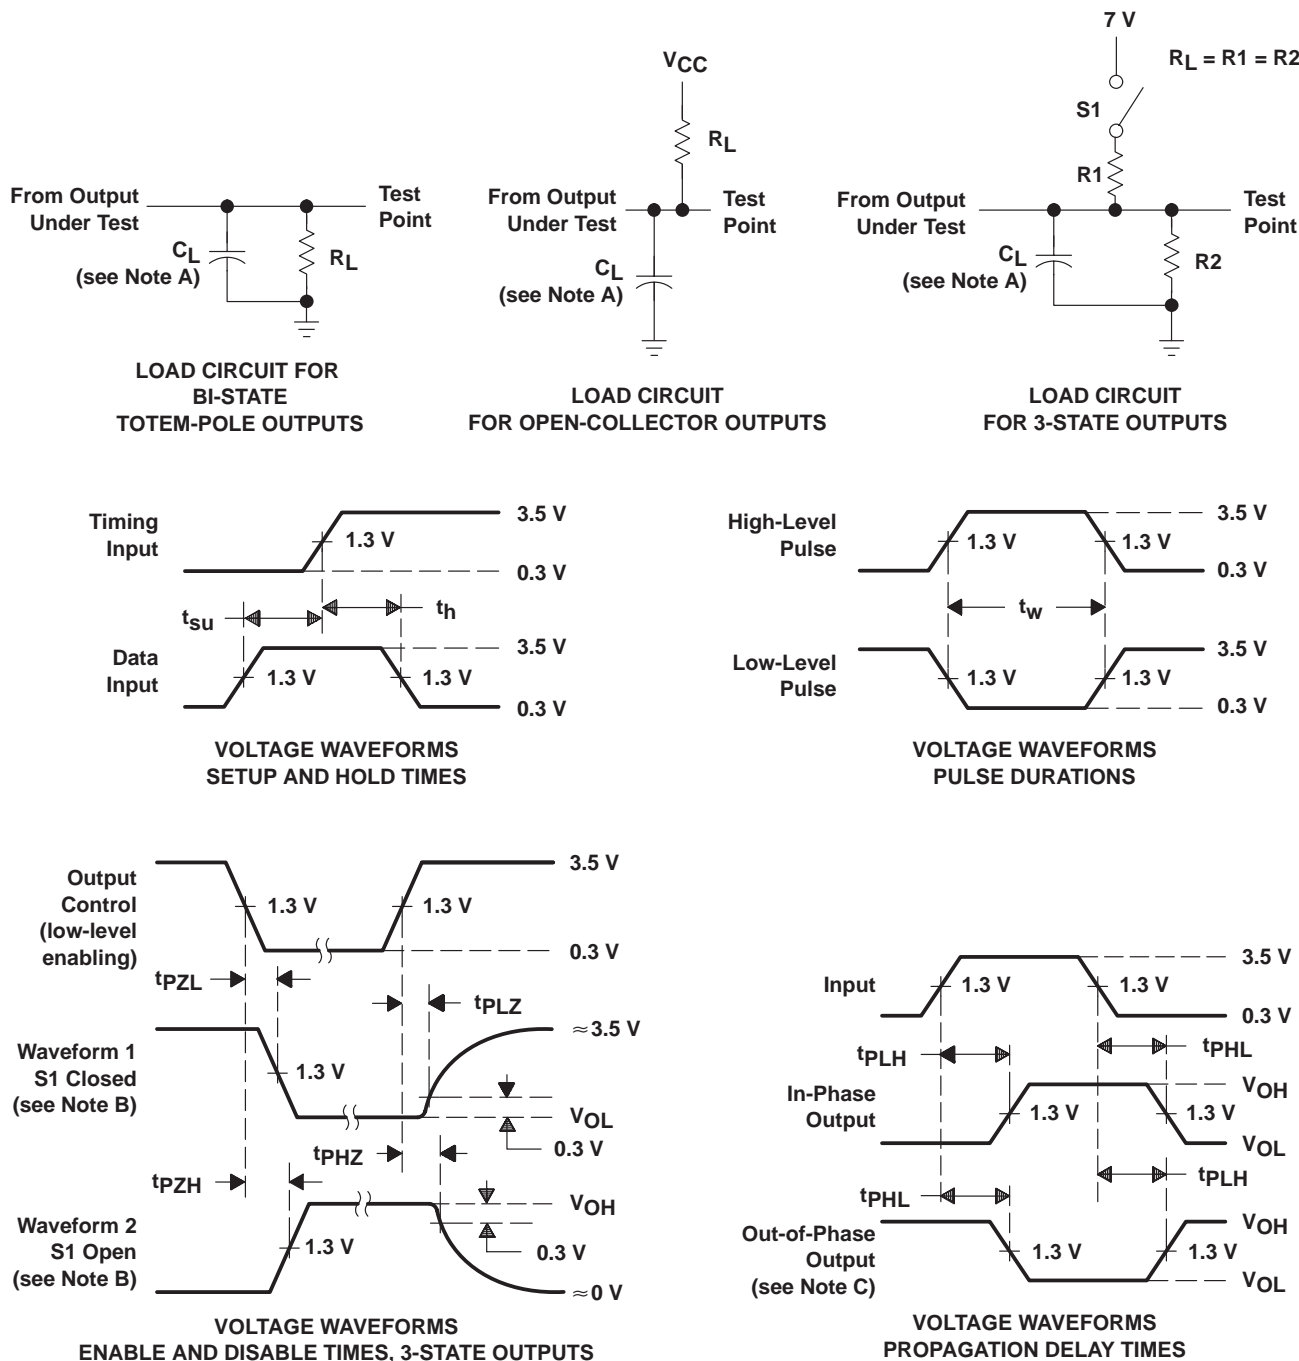 7 V
RL = R1 = R2
S1
R1
From Output
Under Test
Test
Point
CL
(see Note A)
R2
LOAD CIRCUIT
FOR 3-STATE OUTPUTS
VCC
RL
From Output
Under Test
Test
Point
CL
(see Note A)
LOAD CIRCUIT
FOR OPEN-COLLECTOR OUTPUTS
From Output
Under Test
Test
Point
CL
(see Note A)
RL
LOAD CIRCUIT FOR
BI-STATE
TOTEM-POLE OUTPUTS
Timing
Input
1.3 V
3.5 V
0.3 V
tsu
th
Data
Input
1.3 V
1.3 V
3.5 V
0.3 V
VOLTAGE WAVEFORMS
SETUP AND HOLD TIMES
High-Level
Pulse
1.3 V
1.3 V
3.5 V
0.3 V
tw
Low-Level
Pulse
1.3 V
1.3 V
3.5 V
0.3 V
VOLTAGE WAVEFORMS
PULSE DURATIONS
Output
Control
(low-level
enabling)
1.3 V
1.3 V
3.5 V
0.3 V
tPZL
tPLZ
Waveform 1
S1 Closed
(see Note B)
1.3 V
≈3.5 V
VOL
0.3 V
tPZH
tPHZ
Waveform 2
S1 Open
(see Note B)
1.3 V
VOH
0.3 V
≈0 V
VOLTAGE WAVEFORMS
ENABLE AND DISABLE TIMES, 3-STATE OUTPUTS
Input
1.3 V
1.3 V
3.5 V
0.3 V
tPLH
tPHL
In-Phase
Output
1.3 V
1.3 V
VOH
VOL
tPHL
tPLH
Out-of-Phase
Output
(see Note C)
1.3 V
1.3 V
VOH
VOL
VOLTAGE WAVEFORMS
PROPAGATION DELAY TIMES